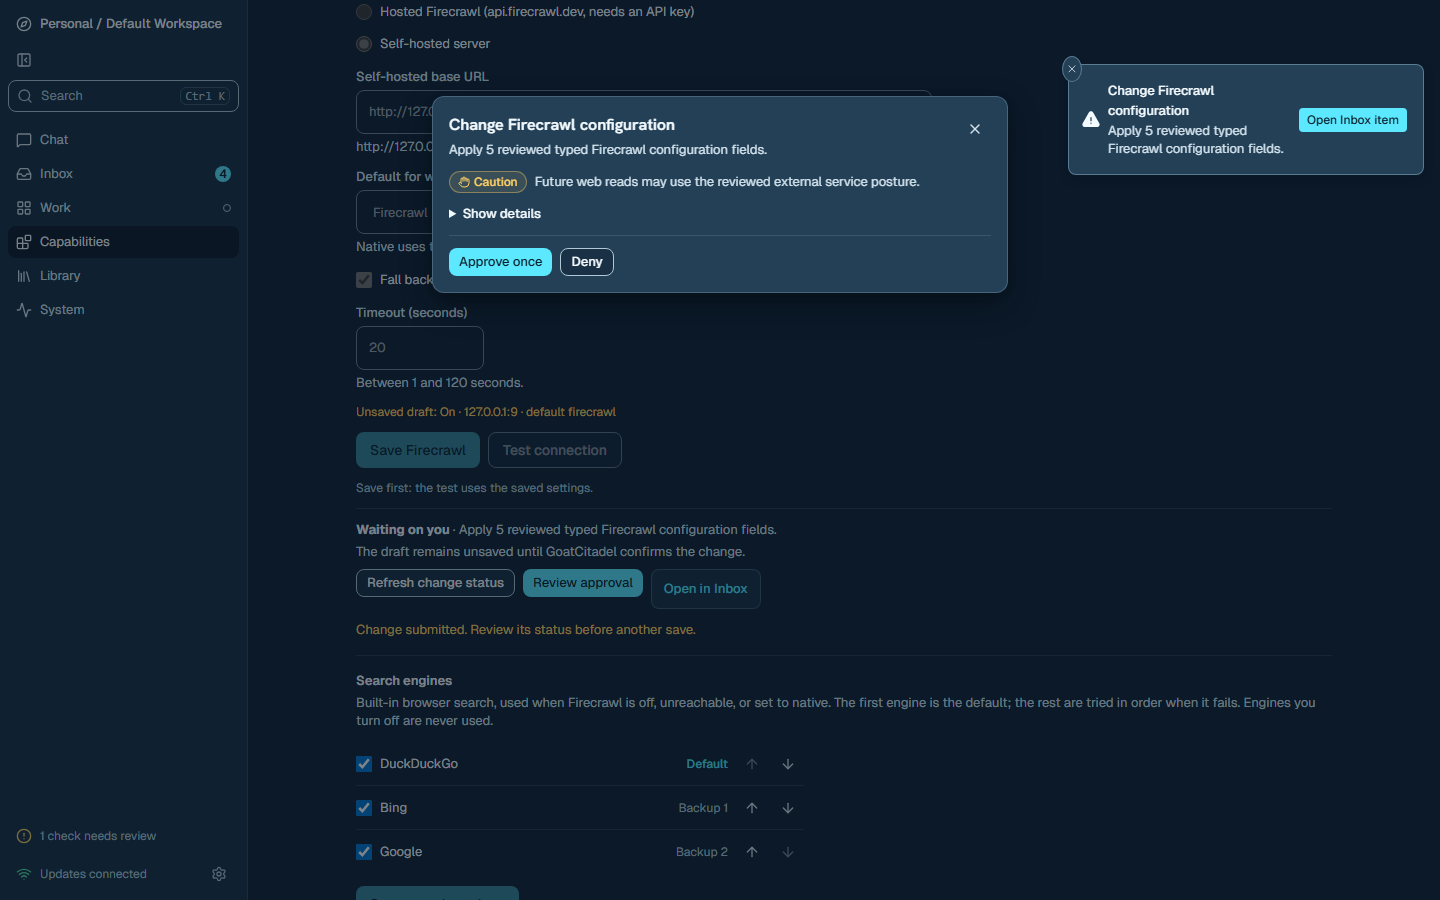 Personal / Default Workspace
Search
Ctrl K
Chat
Inbox
4
Work
Capabilities
Library
System
1 check needs review
Updates connected
Hosted Firecrawl (api.firecrawl.dev, needs an API key)
Self-hosted server
Self-hosted base URL
http://127.0
http://127.0.0
Default for w
Firecrawl
Native uses t
Fall back
Timeout (seconds)
20
Between 1 and 120 seconds.
Unsaved draft: On · 127.0.0.1:9 · default firecrawl
Save Firecrawl
Test connection
Save first: the test uses the saved settings.
Waiting on you · Apply 5 reviewed typed Firecrawl configuration fields.
The draft remains unsaved until GoatCitadel confirms the change.
Refresh change status
Review approval
Open in Inbox
Change submitted. Review its status before another save.
Search engines
Built-in browser search, used when Firecrawl is off, unreachable, or set to native. The first engine is the default; the rest are tried in order when it fails. Engines you
turn off are never used.
DuckDuckGo
Default
Bing
Backup 1
Google
Backup 2
Change Firecrawl configuration
Apply 5 reviewed typed Firecrawl configuration fields.
Caution
Future web reads may use the reviewed external service posture.
Show details
Approve once
Deny
Change Firecrawl
configuration
Apply 5 reviewed typed
Firecrawl configuration fields.
Open Inbox item